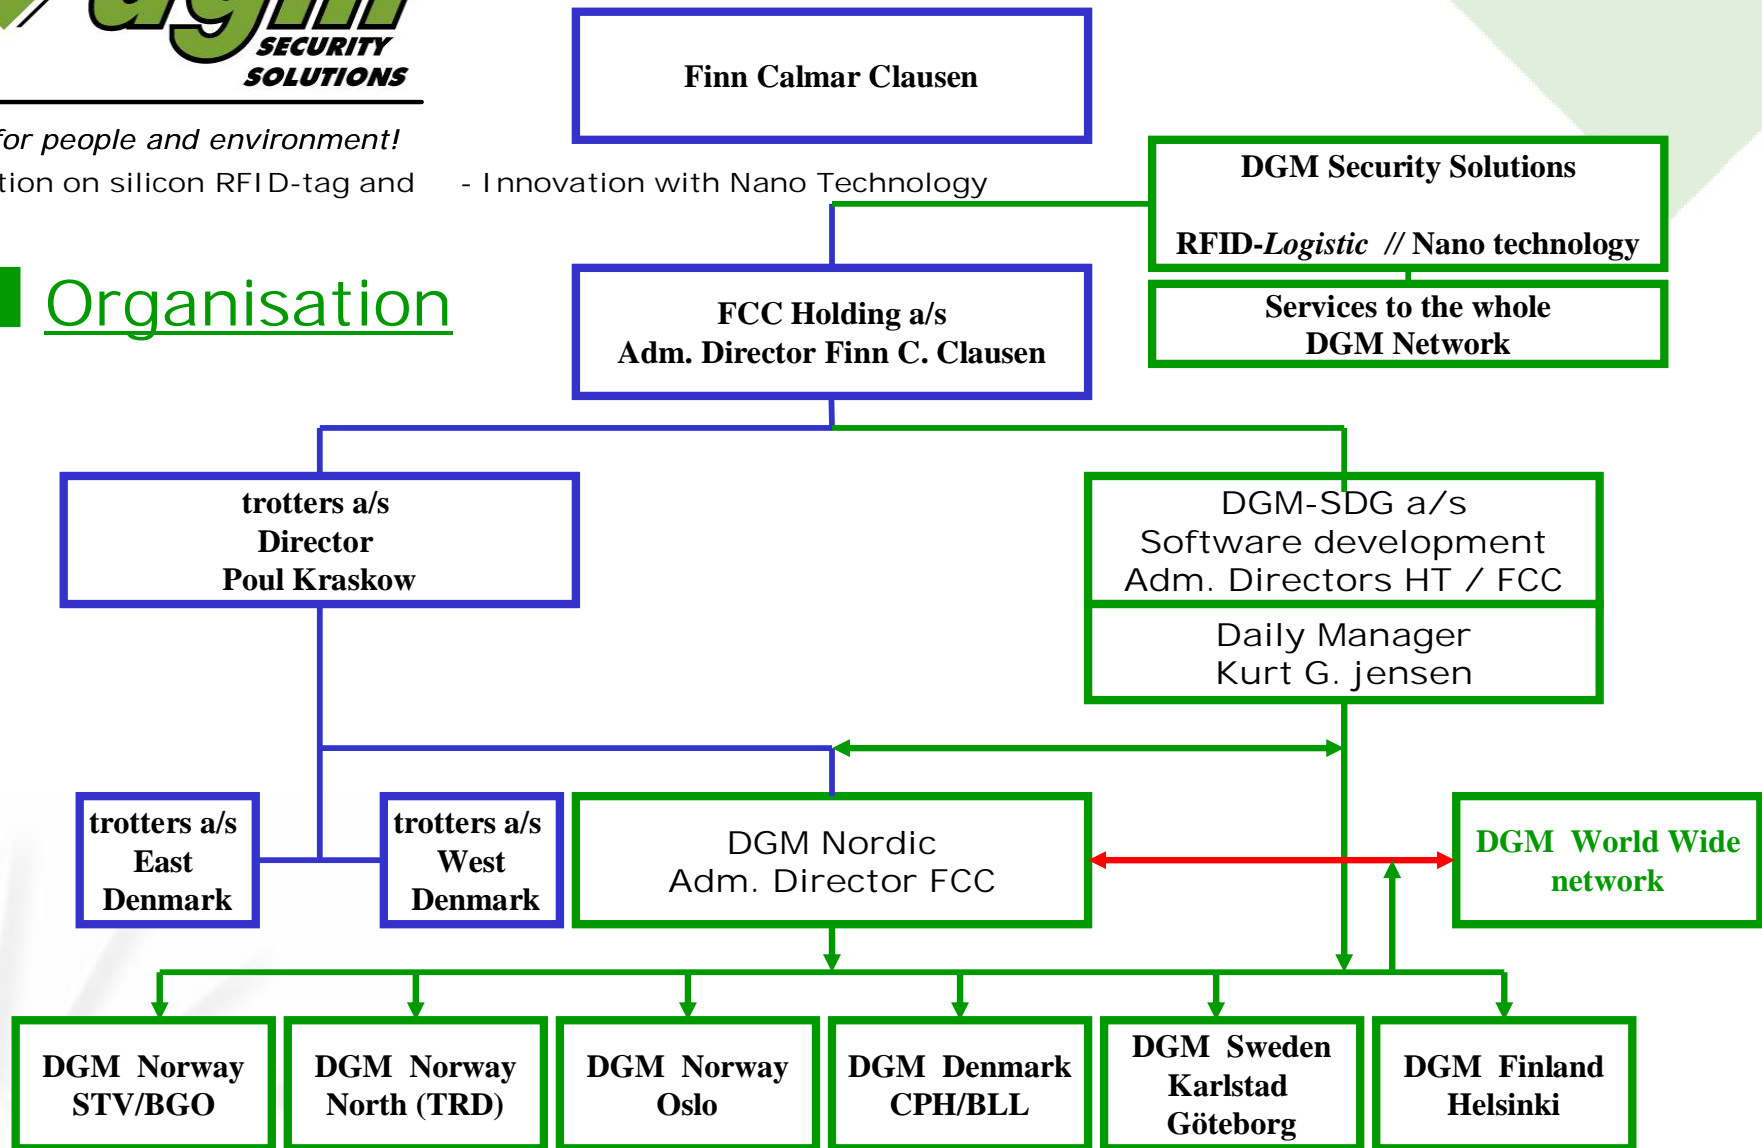 dgm
SECURITY
SOLUTIONS
for people and environment!
on silicon RFID-tag and - Innovation with Nano Technology
Organisation
Finn Calmar Clausen
DGM Security Solutions
RFID-Logistic // Nano technology
Services to the whole
DGM Network
FCC Holding a/s
Adm. Director Finn C. Clausen
trotters a/s
Director
Poul Kraskow
DGM-SDG a/s
Software development
Adm. Directors HT / FCC
Daily Manager
Kurt G. jensen
trotters a/s
East
Denmark
trotters a/s
West
Denmark
DGM Nordic
Adm. Director FCC
DGM World Wide
network
DGM Norway
STV/BGO
DGM Norway
North (TRD)
DGM Norway
Oslo
DGM Denmark
CPH/BLL
DGM Sweden
Karlstad
Göteborg
DGM Finland
Helsinki